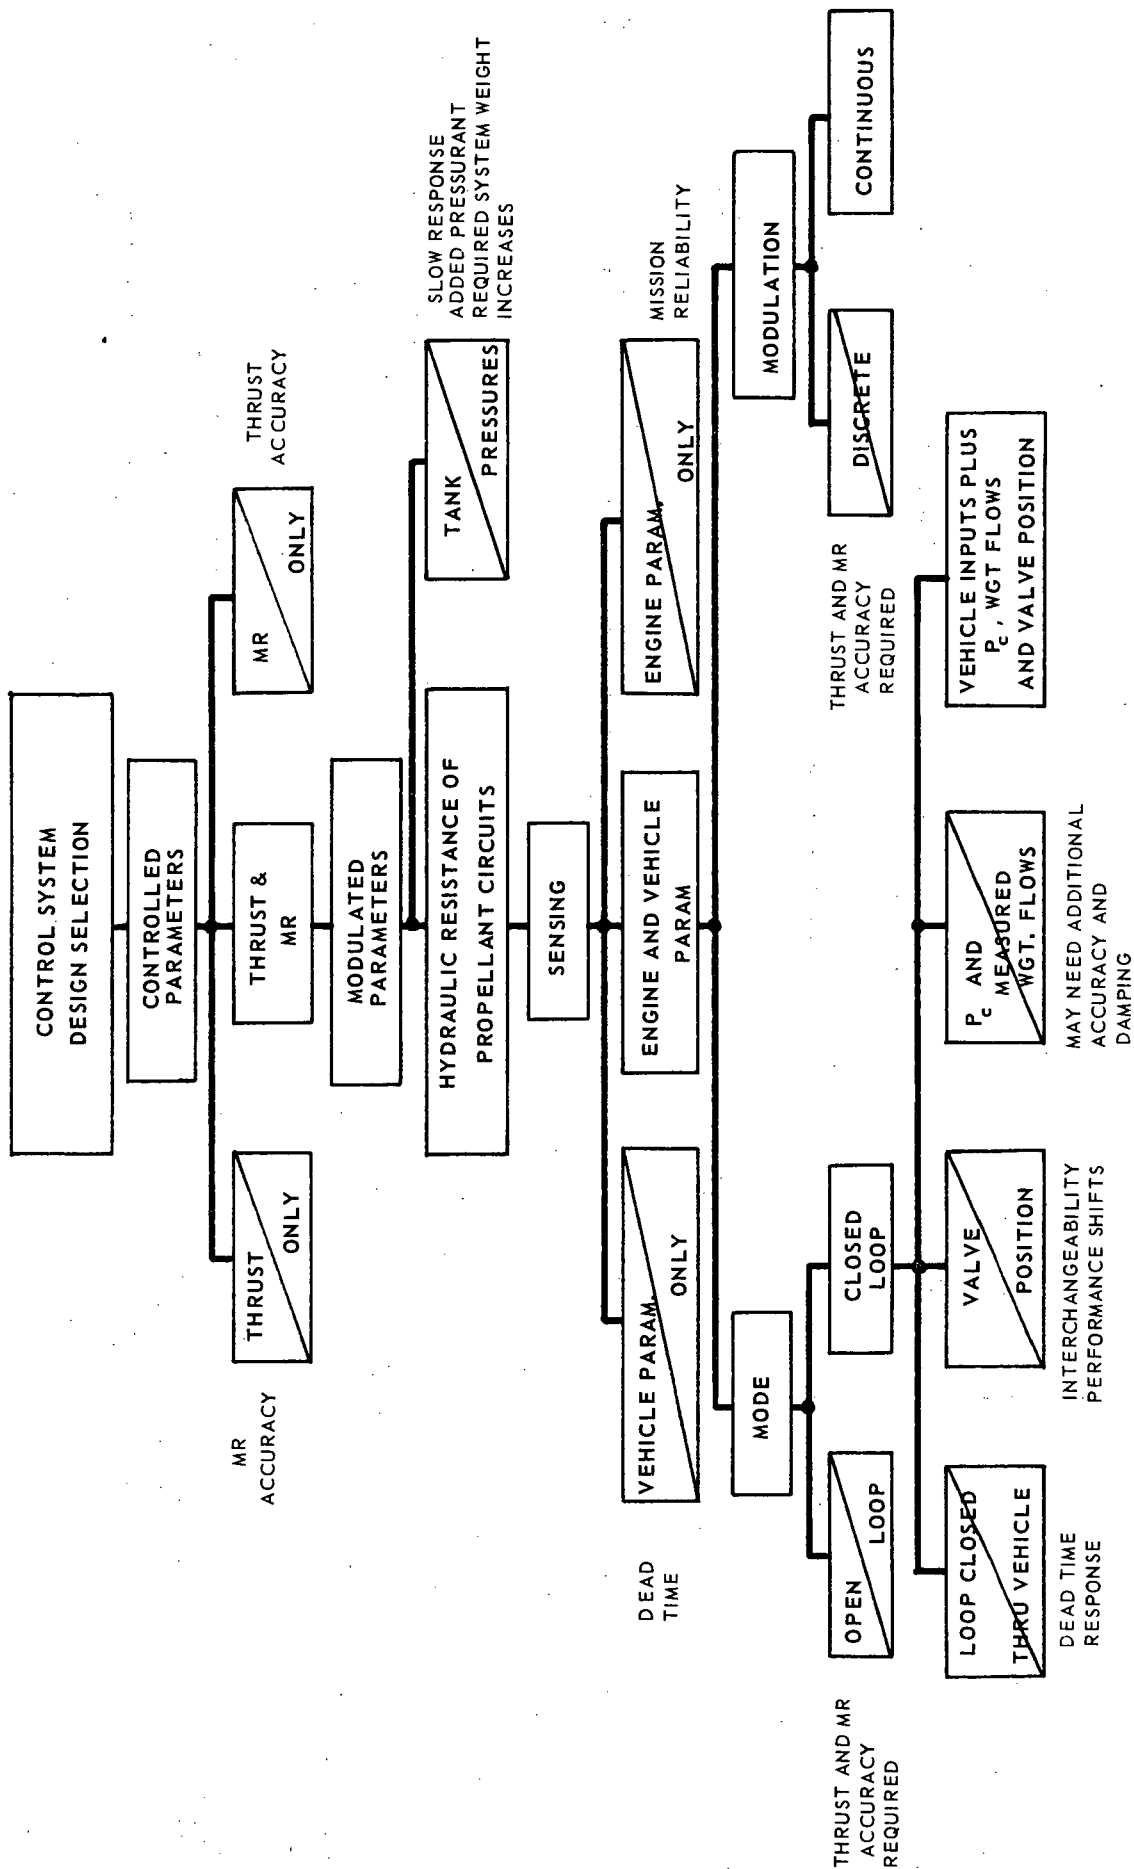 CONTROL SYSTEM
DESIGN SELECTION
CONTROLLED
PARAMETERS
MR
ACCURACY
THRUST
ONLY
THRUST &
MR
MR
ONLY
THRUST
ACCURACY
MODULATED
PARAMETERS
HYDRAULIC RESISTANCE OF
PROPELLANT CIRCUITS
TANK
PRESSURES
SLOW RESPONSE
ADDED PRESSURANT
REQUIRED SYSTEM WEIGHT
INCREASES
SENSING
DEAD
TIME
VEHICLE PARAM.
ONLY
ENGINE AND VEHICLE
PARAM
ENGINE PARAM.
ONLY
MISSION
RELIABILITY
MODE
MODULATION
THRUST AND MR
ACCURACY
REQUIRED
OPEN
LOOP
CLOSED
LOOP
THRUST AND MR
ACCURACY
REQUIRED
DISCRETE
CONTINUOUS
LOOP CLOSED
THRU VEHICLE
DEAD TIME
RESPONSE
VALVE
POSITION
INTERCHANGEABILITY
PERFORMANCE SHIFTS
Pc AND
MEASURED
WGT. FLOWS
MAY NEED ADDITIONAL
ACCURACY AND
DAMPING
VEHICLE INPUTS PLUS
Pc, WGT FLOWS
AND VALVE POSITION